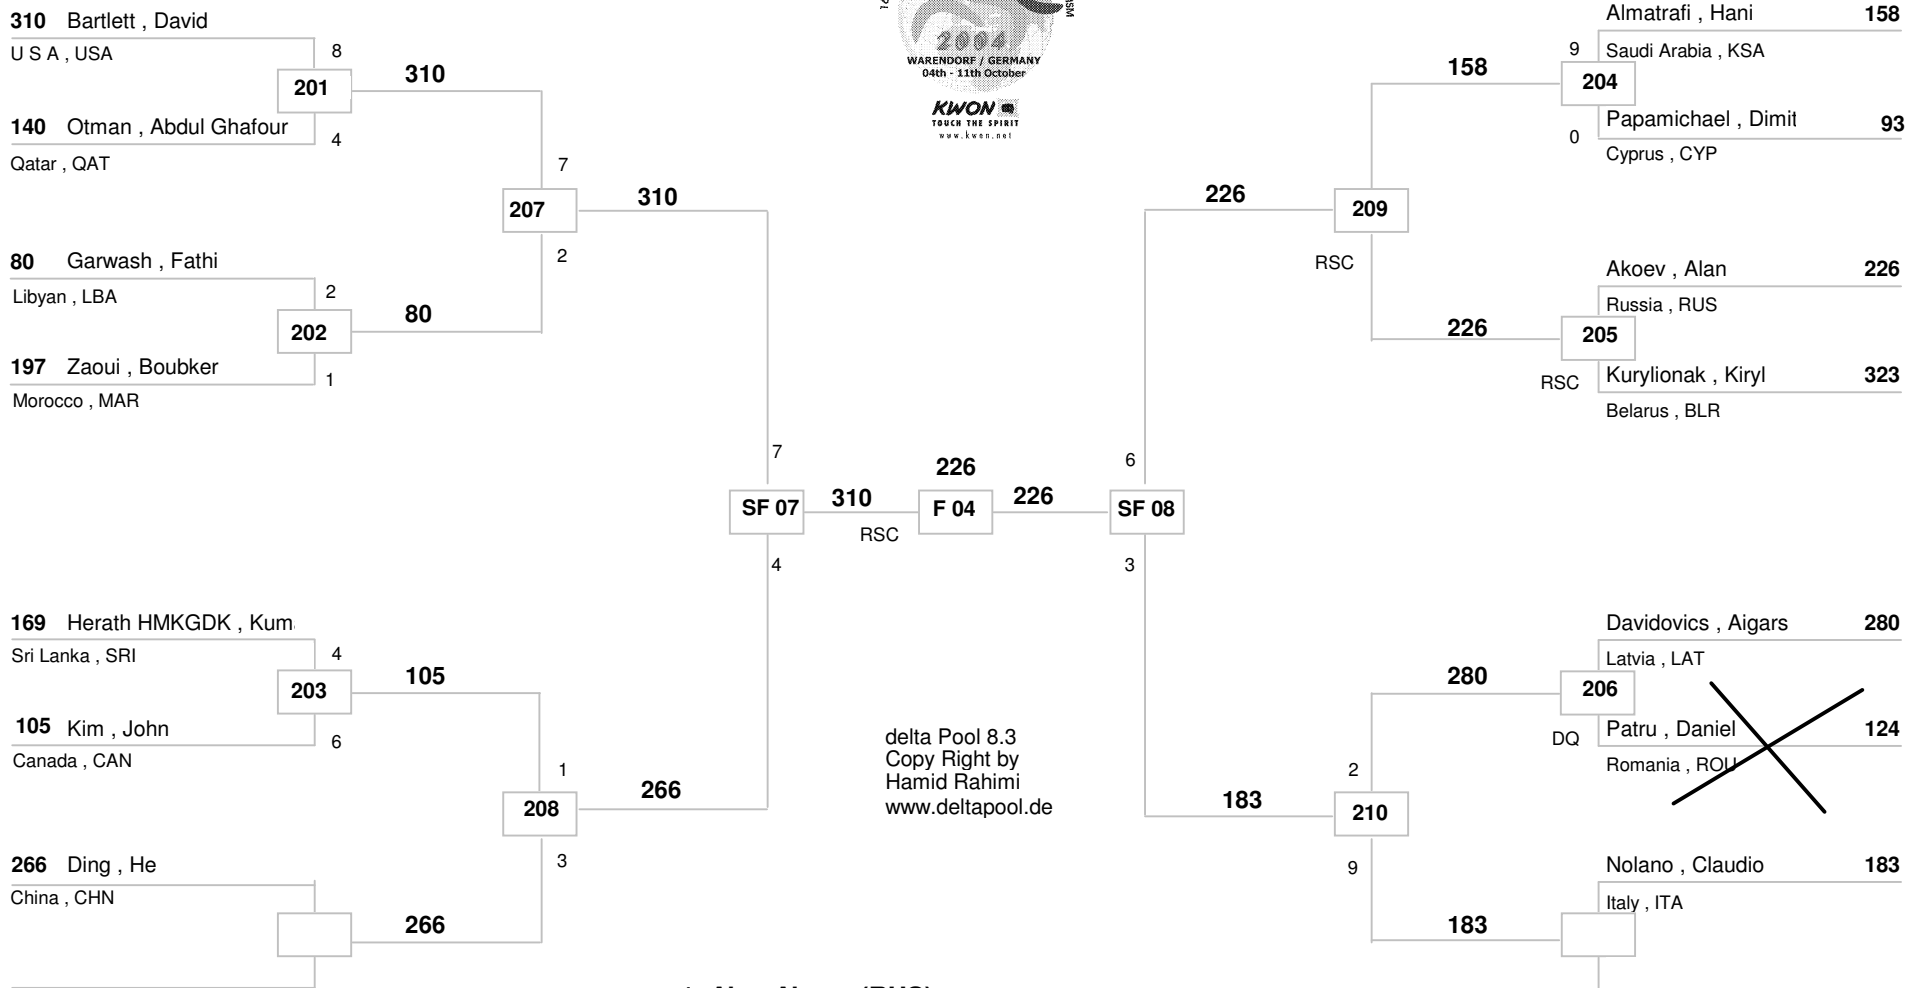 310 Bartlett , David
U S A , USA
8
201
310
140 Otman , Abdul Ghafour
4
Qatar , QAT
7
207
310
2
80 Garwash , Fathi
Libyan , LBA
2
202
80
197 Zaoui , Boubker
1
Morocco , MAR
7
SF 07
310
RSC
4
169 Herath HMKGDK , Kum
Sri Lanka , SRI
4
203
105
105 Kim , John
6
Canada , CAN
1
208
266
3
266 Ding , He
China , CHN
266
2004
WARENDORF / GERMANY
04th - 11th October
KWON
TOUCH THE SPIRIT
www.kwon.net
226
F 04
226
delta Pool 8.3
Copy Right by
Hamid Rahimi
www.deltapool.de
Almatrafi , Hani 158
9
Saudi Arabia , KSA
158
204
Papamichael , Dimit 93
0
Cyprus , CYP
226
209
RSC
Akoev , Alan 226
Russia , RUS
226
205
Kurylionak , Kiryl 323
RSC
Belarus , BLR
6
SF 08
3
Davidovics , Aigars 280
Latvia , LAT
280
206
Patru , Daniel 124
DQ
Romania , ROU
2
183
210
9
Nolano , Claudio 183
Italy , ITA
183